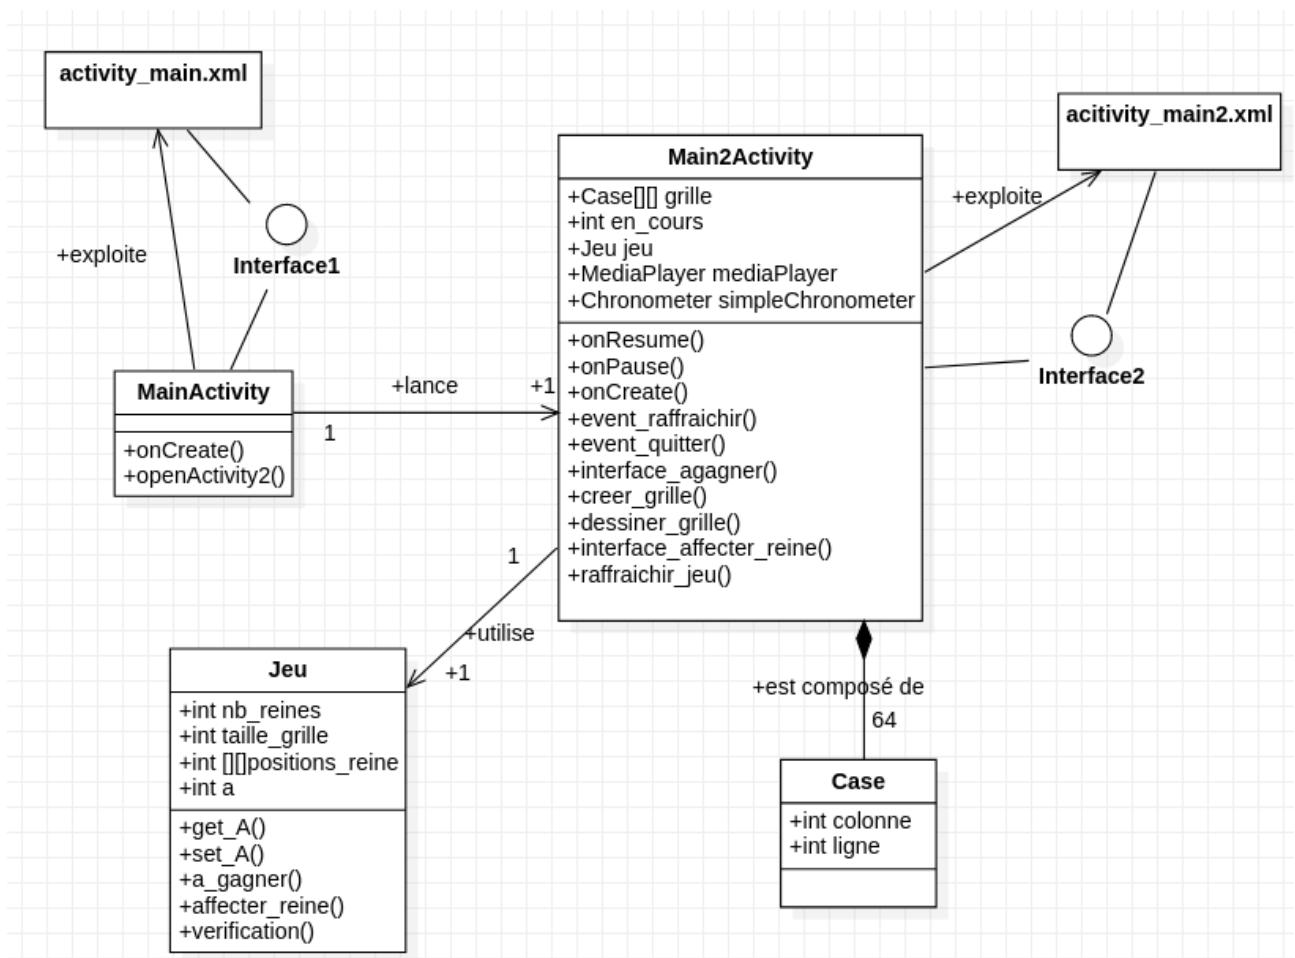 activity_main.xml
acitivity_main2.xml
+exploite
Interface1
Main2Activity
+Case[][] grille
+int en_cours
+Jeu jeu
+MediaPlayer mediaPlayer
+Chronometer simpleChronometer
+onResume()
+onPause()
+onCreate()
+event_raffraichir()
+event_quitter()
+interface_agagner()
+creer_grille()
+dessiner_grille()
+interface_affecter_reine()
+raffraichir_jeu()
+exploite
Interface2
MainActivity
+onCreate()
+openActivity2()
+lance
+1
1
1
+utilise
+1
Jeu
+int nb_reines
+int taille_grille
+int [][]positions_reine
+int a
+get_A()
+set_A()
+a_gagner()
+affecter_reine()
+verification()
+est composé de
64
Case
+int colonne
+int ligne